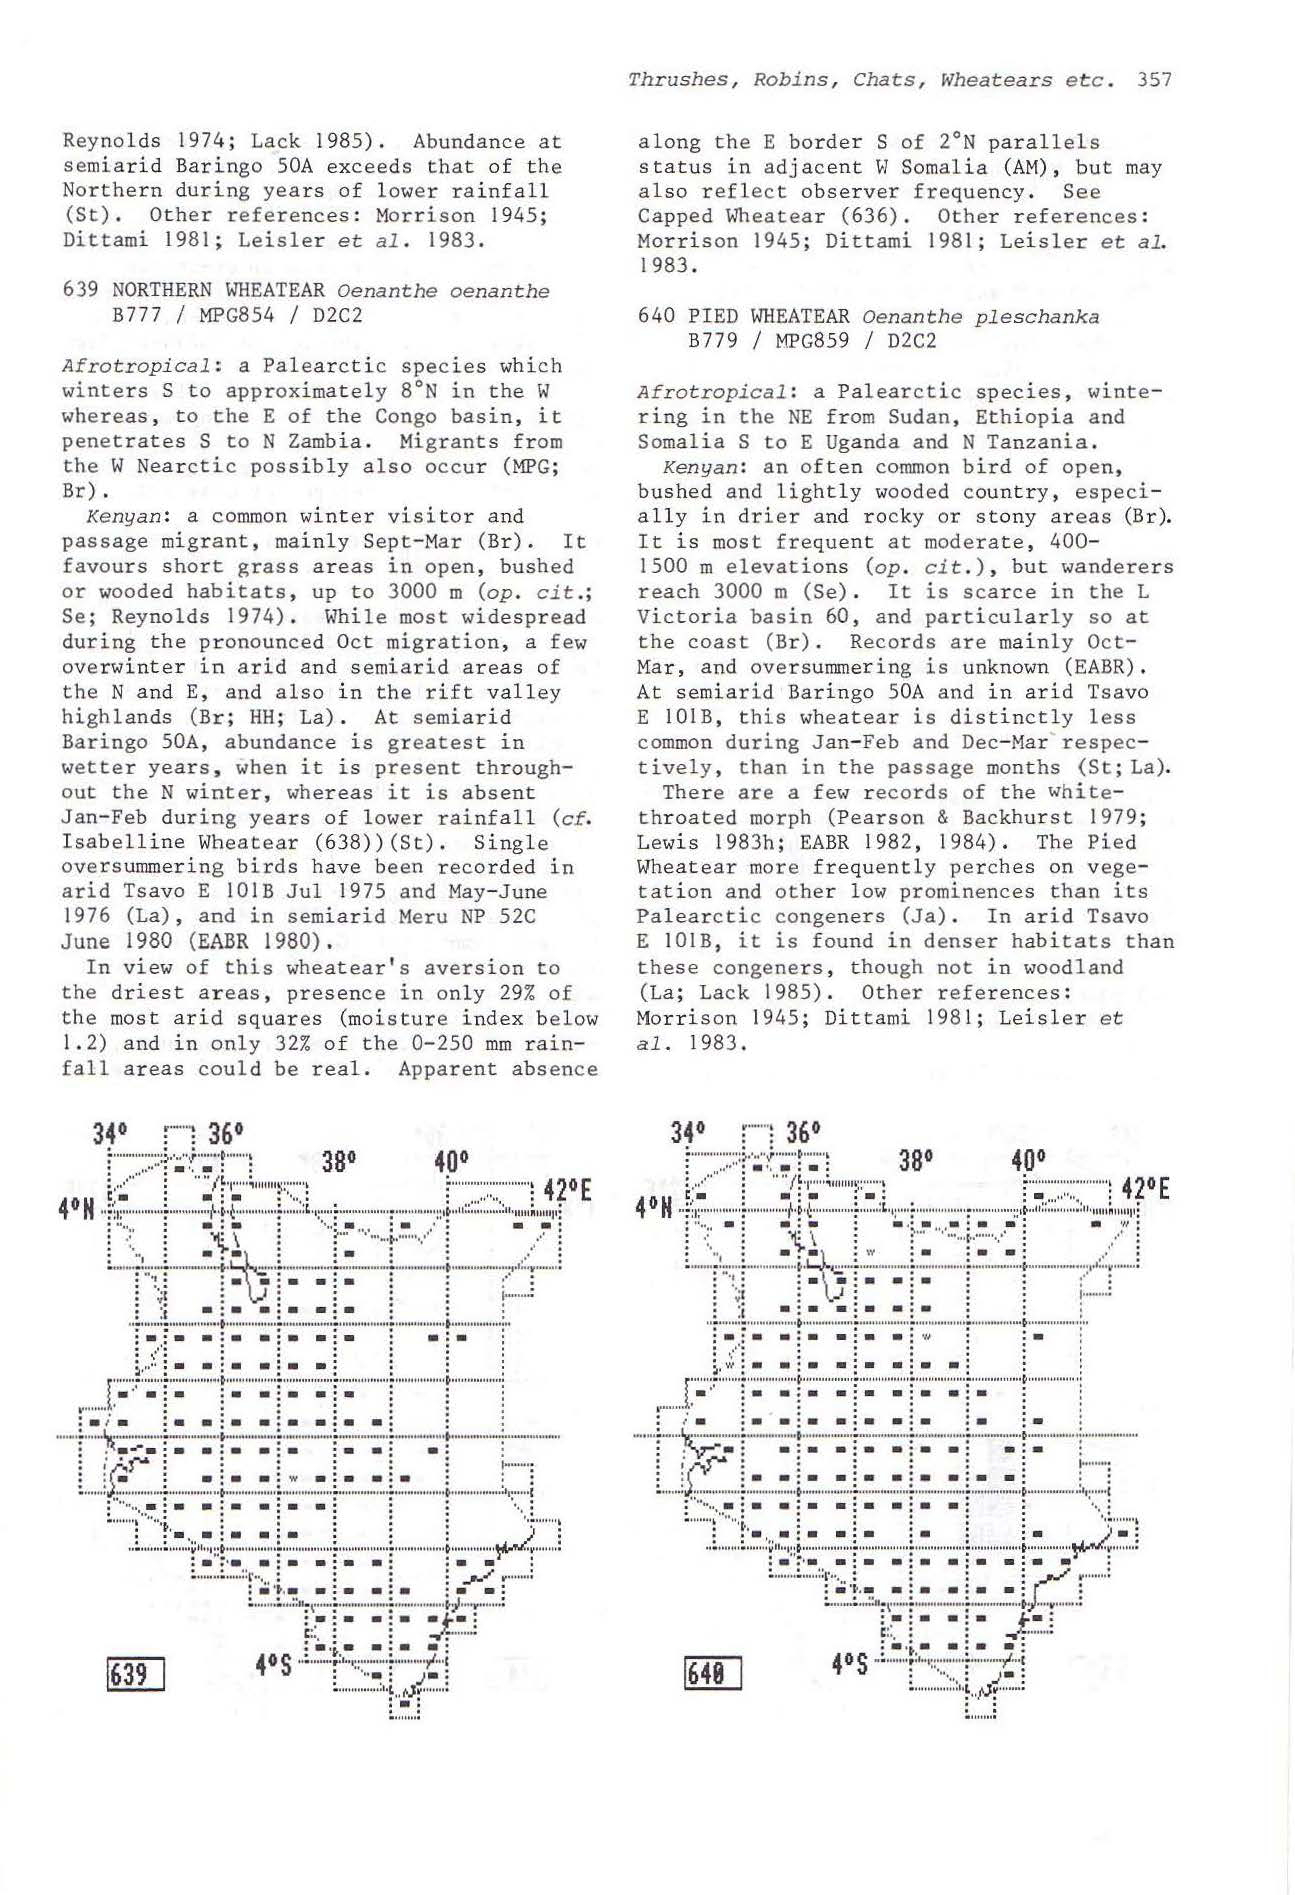 Thrushes, Robins, Chats, Wheatears etc. 357
Reynolds 1974; Lack 1985). Abundance at
semiarid Baringo 50A exceeds that of the
Northern during years of lower rainfall
(St). Other references: Morrison 1945;
Dittami 1981; Leisler et al. 1983.
639 NORTHERN WHEATEAR Oenanthe oenanthe
B777 / MPG854 / D2C2
Afrotropical: a Palearctic species which
winters S to approximately 8°N in the W
whereas, to the E of the Congo basin, it
penetrates S to N Zambia. Migrants from
the W Nearctic possibly also occur (MPG;
Br).
Kenyan: a common winter visitor and
passage migrant, mainly Sept-Mar (Br). It
favours short grass areas in open, bushed
or wooded habitats, up to 3000 m (op. cit.;
Se; Reynolds 1974). While most widespread
during the pronounced Oct migration, a few
overwinter in arid and semiarid areas of
the N and E, and also in the rift valley
highlands (Br; HH; La). At semiarid
Baringo 50A, abundance is greatest in
wetter years, when it is present through-
out the N winter, whereas it is absent
Jan-Feb during years of lower rainfall (cf.
Isabelline Wheatear (638))(St). Single
oversummering birds have been recorded in
arid Tsavo E 101B Jul 1975 and May-June
1976 (La), and in semiarid Meru NP 52C
June 1980 (EABR 1980).
In view of this wheatear's aversion to
the driest areas, presence in only 29% of
the most arid squares (moisture index below
1.2) and in only 32% of the 0-250 mm rain-
fall areas could be real. Apparent absence
along the E border S of 2°N parallels
status in adjacent W Somalia (AM), but may
also reflect observer frequency. See
Capped Wheatear (636). Other references:
Morrison 1945; Dittami 1981; Leisler et al.
1983.
640 PIED WHEATEAR Oenanthe pleschanka
B779 / MPG859 / D2C2
Afrotropical: a Palearctic species, winte-
ring in the NE from Sudan, Ethiopia and
Somalia S to E Uganda and N Tanzania.
Kenyan: an often common bird of open,
bushed and lightly wooded country, especi-
ally in drier and rocky or stony areas (Br).
It is most frequent at moderate, 400-
1500 m elevations (op. cit.), but wanderers
reach 3000 m (Se). It is scarce in the L
Victoria basin 60, and particularly so at
the coast (Br). Records are mainly Oct-
Mar, and oversummering is unknown (EABR).
At semiarid Baringo 50A and in arid Tsavo
E 101B, this wheatear is distinctly less
common during Jan-Feb and Dec-Mar respec-
tively, than in the passage months (St; La).
There are a few records of the white-
throated morph (Pearson & Backhurst 1979;
Lewis 1983h; EABR 1982, 1984). The Pied
Wheatear more frequently perches on vege-
tation and other low prominences than its
Palearctic congeners (Ja). In arid Tsavo
E 101B, it is found in denser habitats than
these congeners, though not in woodland
(La; Lack 1985). Other references:
Morrison 1945; Dittami 1981; Leisler et
al. 1983.
34° 36°
38° 40°
42°E
4°N
w
4°S
639
34° 36°
38° 40°
42°E
4°N
w
w
w
w
4°S
640